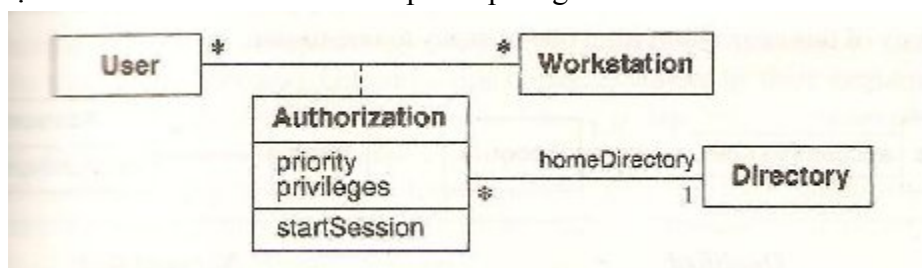 *
*
User
Workstation
Authorization
priority
privileges
homeDirectory
*
1
Directory
startSession